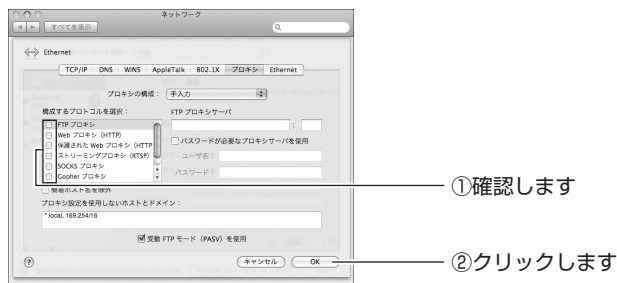 ネットワーク
すべてを表示
Ethernet
TCP/IP DNS WINS AppleTalk 802.1X プロキシ Ethernet
プロキシの構成： 手入力
構成するプロトコルを選択： FTP プロキシサーバ
FTP プロキシ
:
Web プロキシ（HTTP）
パスワードが必要なプロキシサーバを使用
保護された Web プロキシ（HTTP
ストリーミングプロキシ（RTSP）
ユーザ名：
SOCKS プロキシ
パスワード：
Gopher プロキシ
簡易ホスト名を除外
①確認します
プロキシ設定を使用しないホストとドメイン：
*.local, 169.254/16
受動 FTP モード（PASV）を使用
? キャンセル OK
②クリックします